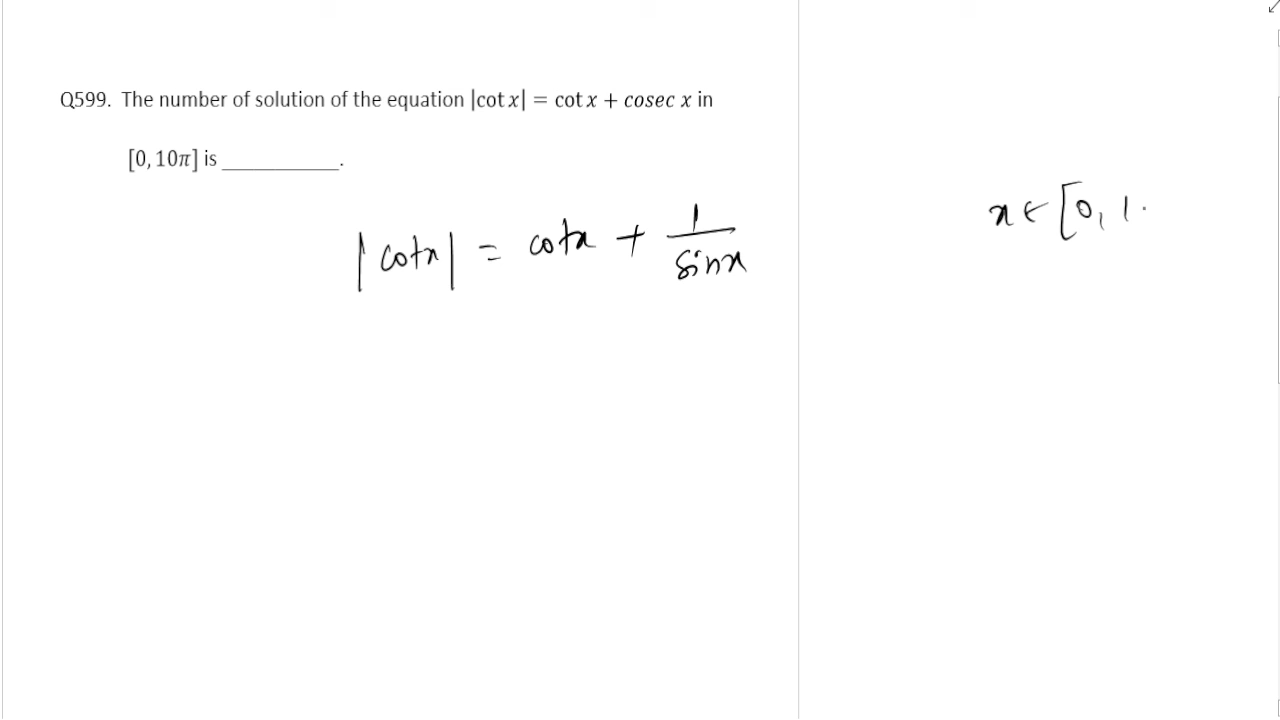 Q599. The number of solution of the equation |cot x| = cot x + cosec x in
[0, 10π] is __________.
x ∈ [0, 1.
|cotx| = cotx + 1/sinx